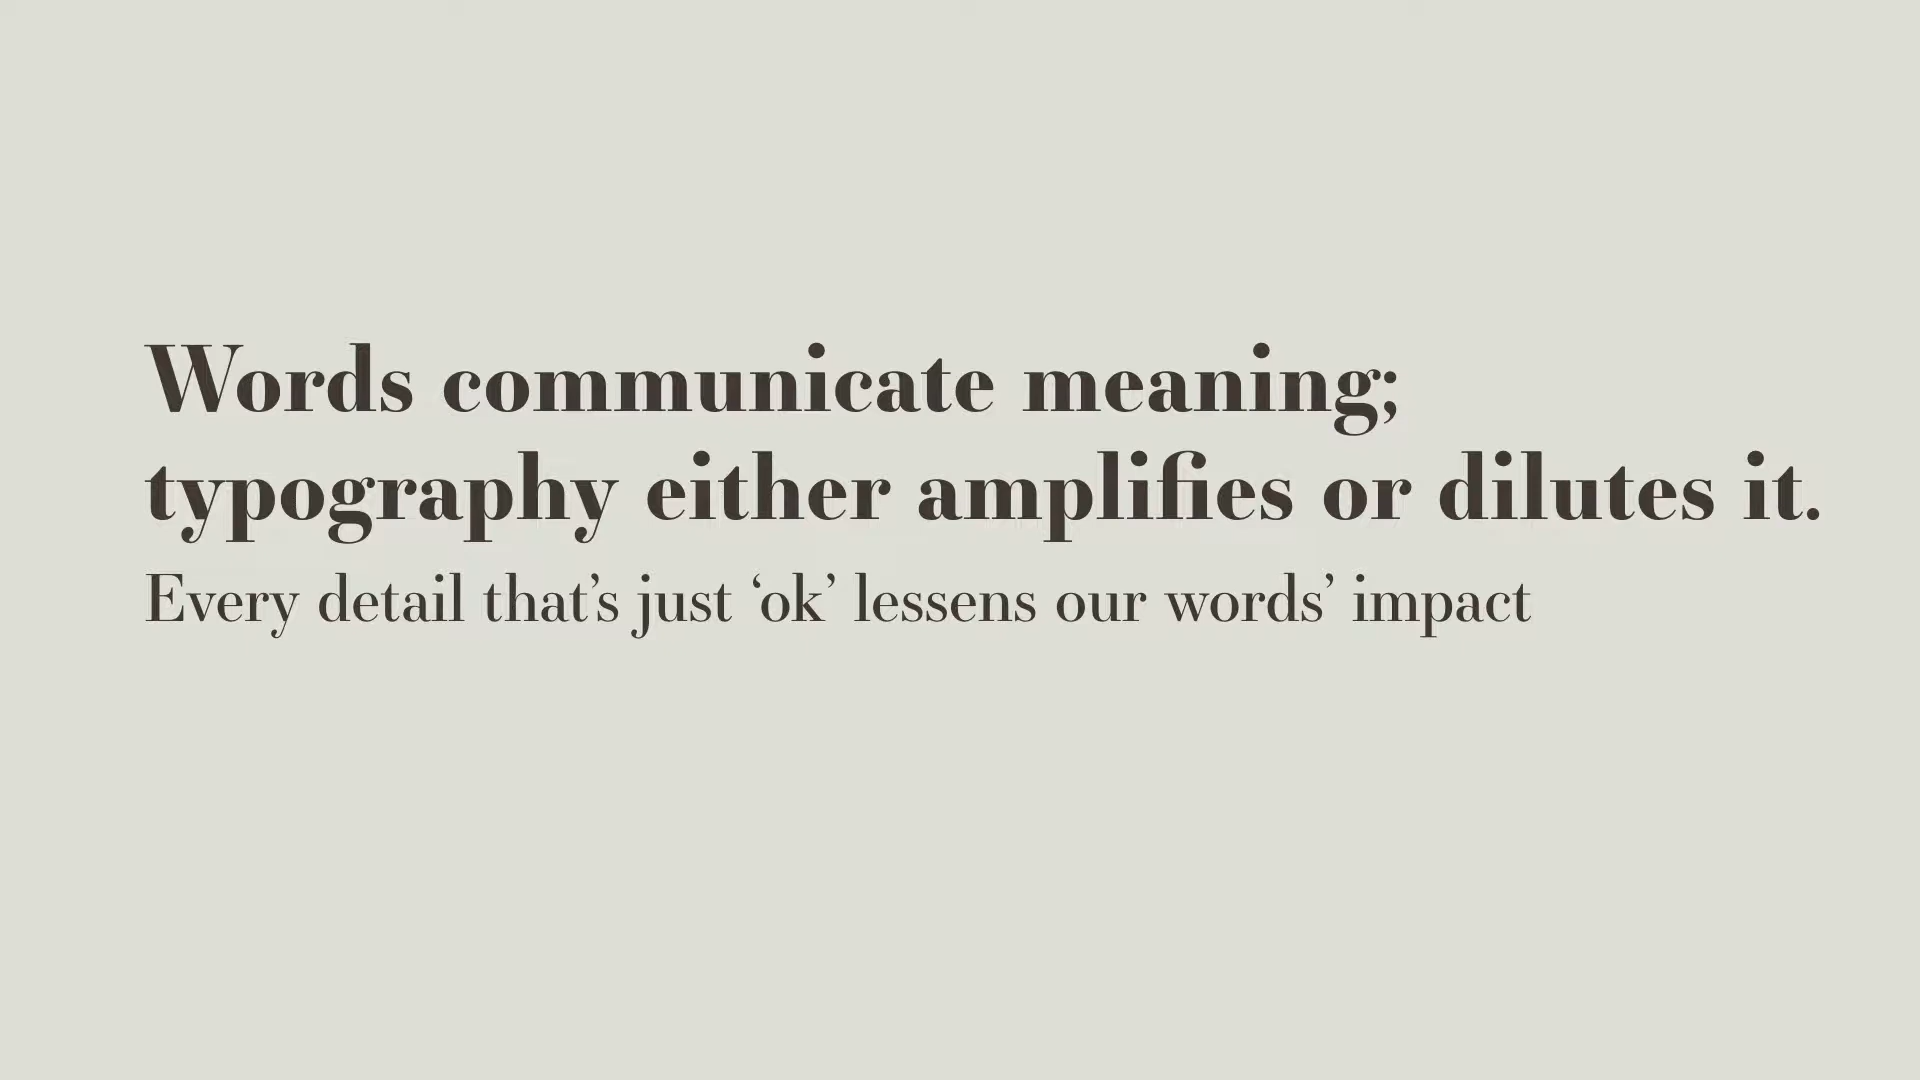 Words communicate meaning;
typography either amplifies or dilutes it.
Every detail that’s just ‘ok’ lessens our words’ impact